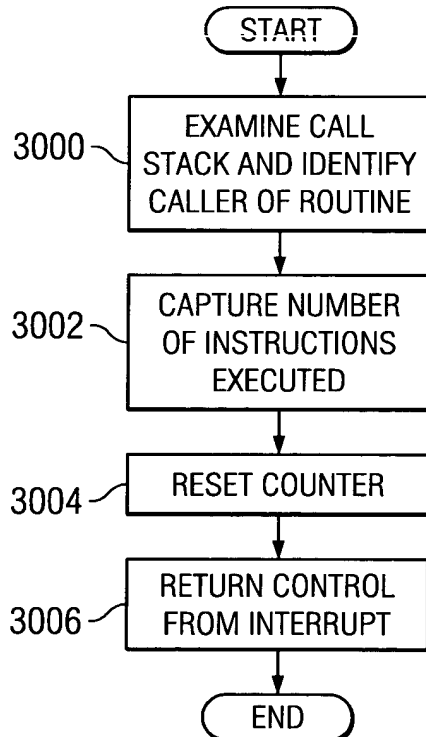 START
3000
EXAMINE CALL
STACK AND IDENTIFY
CALLER OF ROUTINE
3002
CAPTURE NUMBER
OF INSTRUCTIONS
EXECUTED
3004
RESET COUNTER
3006
RETURN CONTROL
FROM INTERRUPT
END